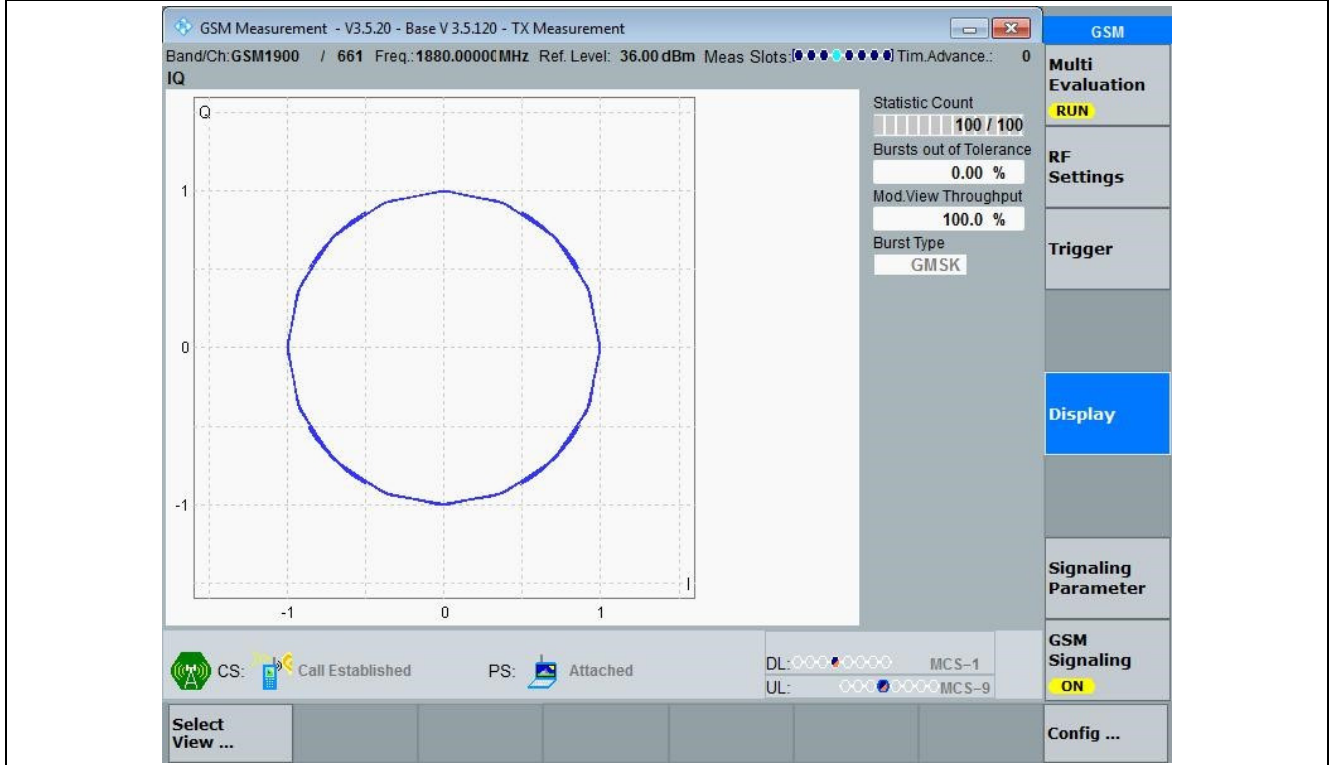 GSM Measurement - V3.5.20 - Base V 3.5.120 - TX Measurement
GSM
Band/Ch:GSM1900 / 661 Freq.:1880.00000 MHz Ref. Level: 36.00 dBm Meas Slots: Tim.Advance.: 0
IQ
Multi
Evaluation
RUN
Q
1
0
-1
I
-1 0 1
Statistic Count
100 / 100
Bursts out of Tolerance
0.00 %
Mod.View Throughput
100.0 %
Burst Type
GMSK
RF
Settings
Trigger
Display
Signaling
Parameter
GSM
Signaling
ON
CS: Call Established PS: Attached
DL: MCS-1
UL: MCS-9
Select
View ...
Config ...